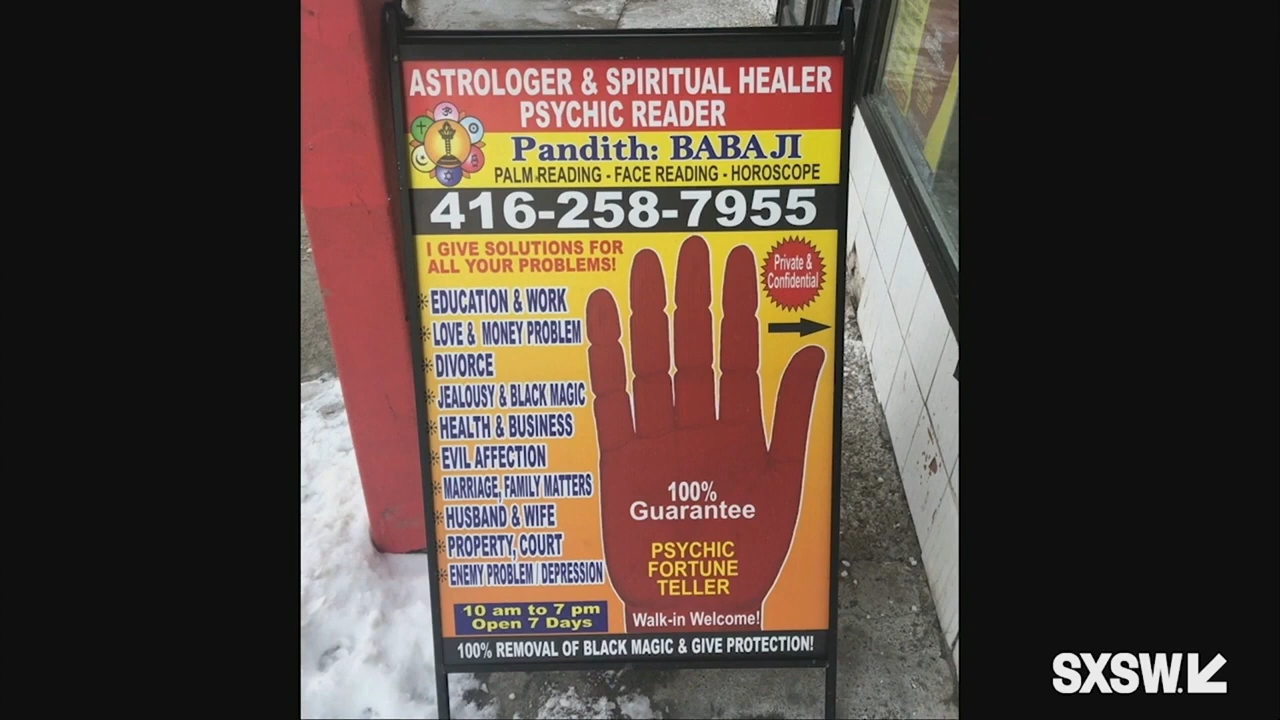 ASTROLOGER & SPIRITUAL HEALER
PSYCHIC READER
Pandith: BABA JI
PALM READING - FACE READING - HOROSCOPE
416-258-7955
I GIVE SOLUTIONS FOR
ALL YOUR PROBLEMS!
Private &
Confidential
* EDUCATION & WORK
* LOVE & MONEY PROBLEM
* DIVORCE
* JEALOUSY & BLACK MAGIC
* HEALTH & BUSINESS
* EVIL AFFECTION
* MARRIAGE, FAMILY MATTERS
* HUSBAND & WIFE
* PROPERTY, COURT
* ENEMY PROBLEM / DEPRESSION
100%
Guarantee
PSYCHIC
FORTUNE
TELLER
10 am to 7 pm
Open 7 Days
Walk-in Welcome!
100% REMOVAL OF BLACK MAGIC & GIVE PROTECTION!
SXSW.